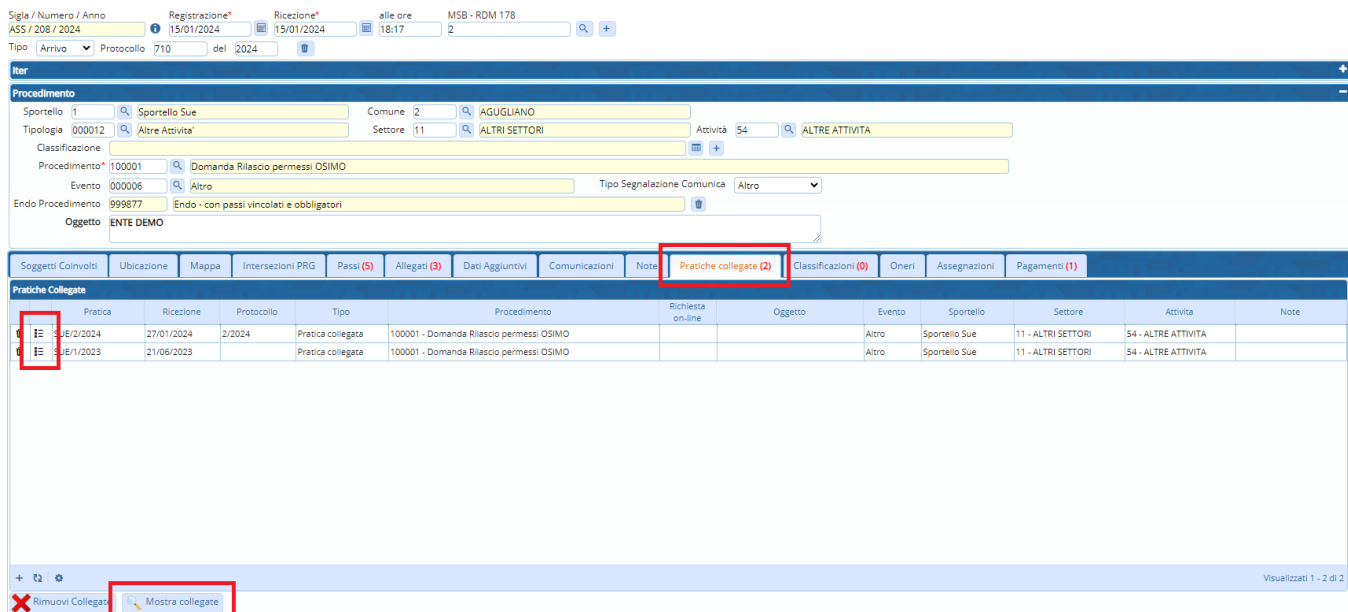 Sigla / Numero / Anno Registrazione* Ricezione* alle ore MSB - RDM 178
ASS / 208 / 2024 15/01/2024 15/01/2024 18:17 2
Tipo Arrivo Protocollo 710 del 2024
Iter
Procedimento
Sportello 1 Sportello Sue Comune 2 AGUGLIANO
Tipologia 000012 Altre Attivita' Settore 11 ALTRI SETTORI Attività 54 ALTRE ATTIVITA
Classificazione
Procedimento* 100001 Domanda Rilascio permessi OSIMO
Evento 000006 Altro Tipo Segnalazione Comunica Altro
Endo Procedimento 999877 Endo - con passi vincolati e obbligatori
Oggetto ENTE DEMO
Soggetti Coinvolti Ubicazione Mappa Intersezioni PRG Passi (5) Allegati (3) Dati Aggiuntivi Comunicazioni Note Pratiche collegate (2) Classificazioni (0) Oneri Assegnazioni Pagamenti (1)
Pratiche Collegate
Pratica Ricezione Protocollo Tipo Procedimento Richiesta on-line Oggetto Evento Sportello Settore Attivita Note
SUE/2/2024 27/01/2024 2/2024 Pratica collegata 100001 - Domanda Rilascio permessi OSIMO Altro Sportello Sue 11 - ALTRI SETTORI 54 - ALTRE ATTIVITA
SUE/1/2023 21/06/2023 Pratica collegata 100001 - Domanda Rilascio permessi OSIMO Altro Sportello Sue 11 - ALTRI SETTORI 54 - ALTRE ATTIVITA
Visualizzati 1 - 2 di 2
Rimuovi Collegate Mostra collegate